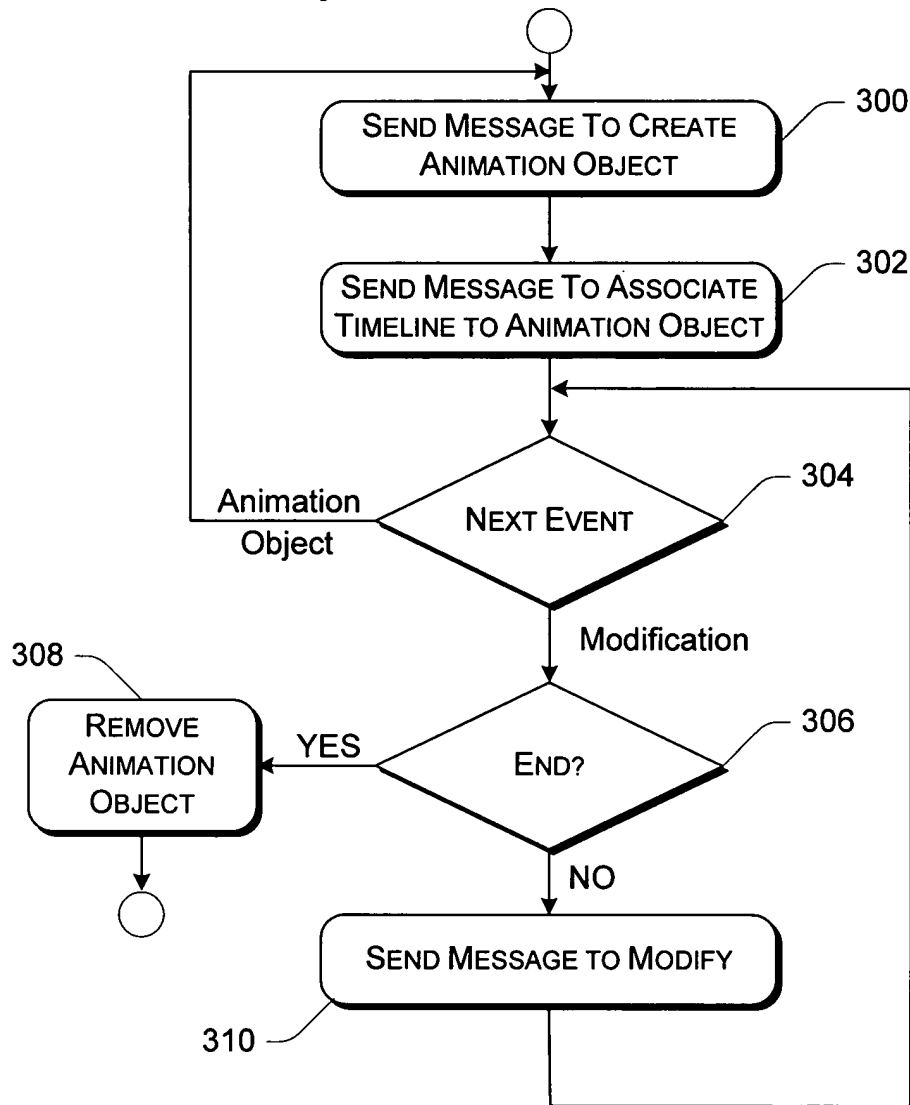 SEND MESSAGE TO CREATE
ANIMATION OBJECT
300
SEND MESSAGE TO ASSOCIATE
TIMELINE TO ANIMATION OBJECT
302
NEXT EVENT
304
Animation
Object
Modification
308
REMOVE
ANIMATION
OBJECT
YES
END?
306
NO
SEND MESSAGE TO MODIFY
310